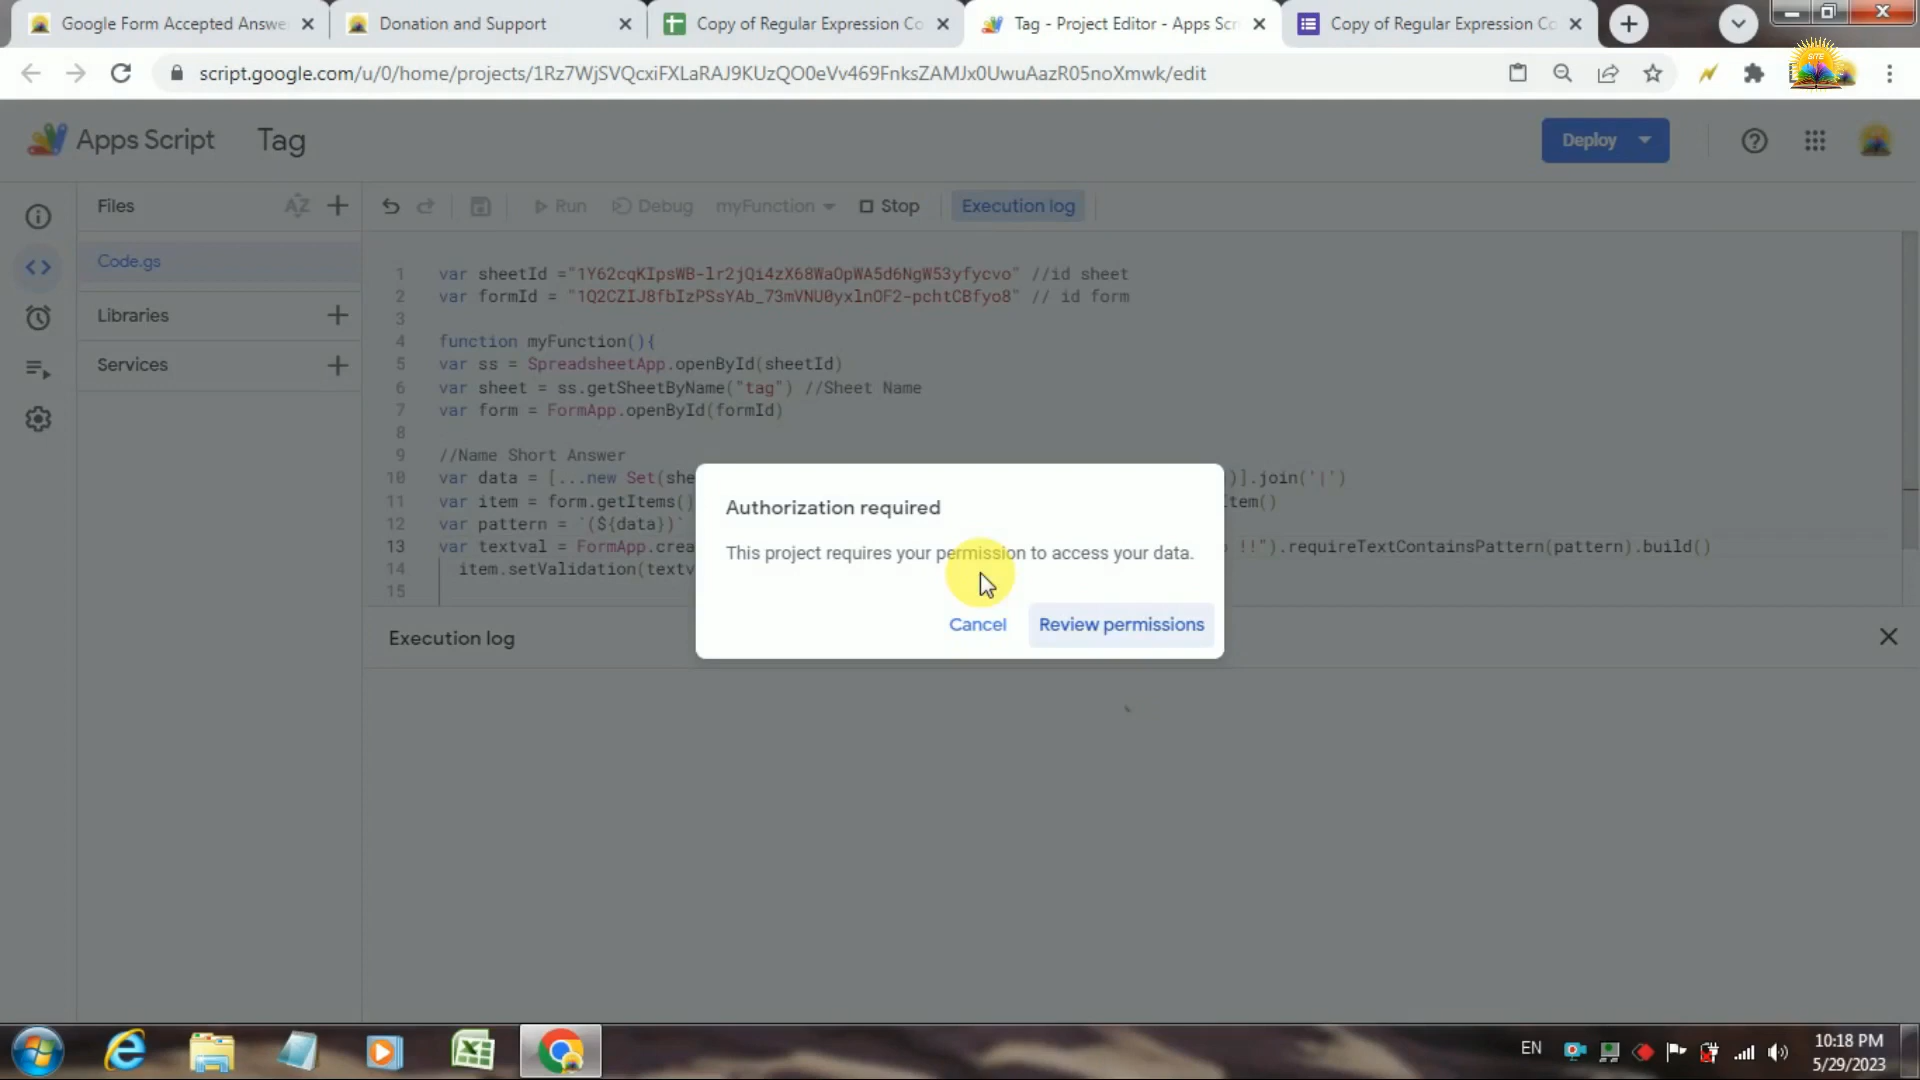 Google Form Accepted Answe
Donation and Support
Copy of Regular Expression Co
Tag - Project Editor - Apps Scri
Copy of Regular Expression Co
script.google.com/u/0/home/projects/1Rz7WjSVQcxiFXLaRAJ9KUzQO0eVv469FnksZAMJx0UwuAazR05noXmwk/edit
SITE
Apps Script
Tag
Deploy
Files
AZ
Run
Debug
myFunction
Stop
Execution log
Code.gs
Libraries
Services
1 var sheetId ="1Y62cqKIpsWB-lr2jQi4zX68WaOpWA5d6NgW53yfycvo" //id sheet
2 var formId = "1Q2CZIJ8fbIzPSsYAb_73mVNU0yxlnOF2-pchtCBfyo8" // id form
3
4 function myFunction(){
5 var ss = SpreadsheetApp.openById(sheetId)
6 var sheet = ss.getSheetByName("tag") //Sheet Name
7 var form = FormApp.openById(formId)
8
9 //Name Short Answer
10 var data = [...new Set(she )].join('|')
11 var item = form.getItems() tem()
12 var pattern = `(${data})`
13 var textval = FormApp.crea !!").requireTextContainsPattern(pattern).build()
14 item.setValidation(textv
15
Authorization required
This project requires your permission to access your data.
Cancel
Review permissions
Execution log
EN
10:18 PM
5/29/2023